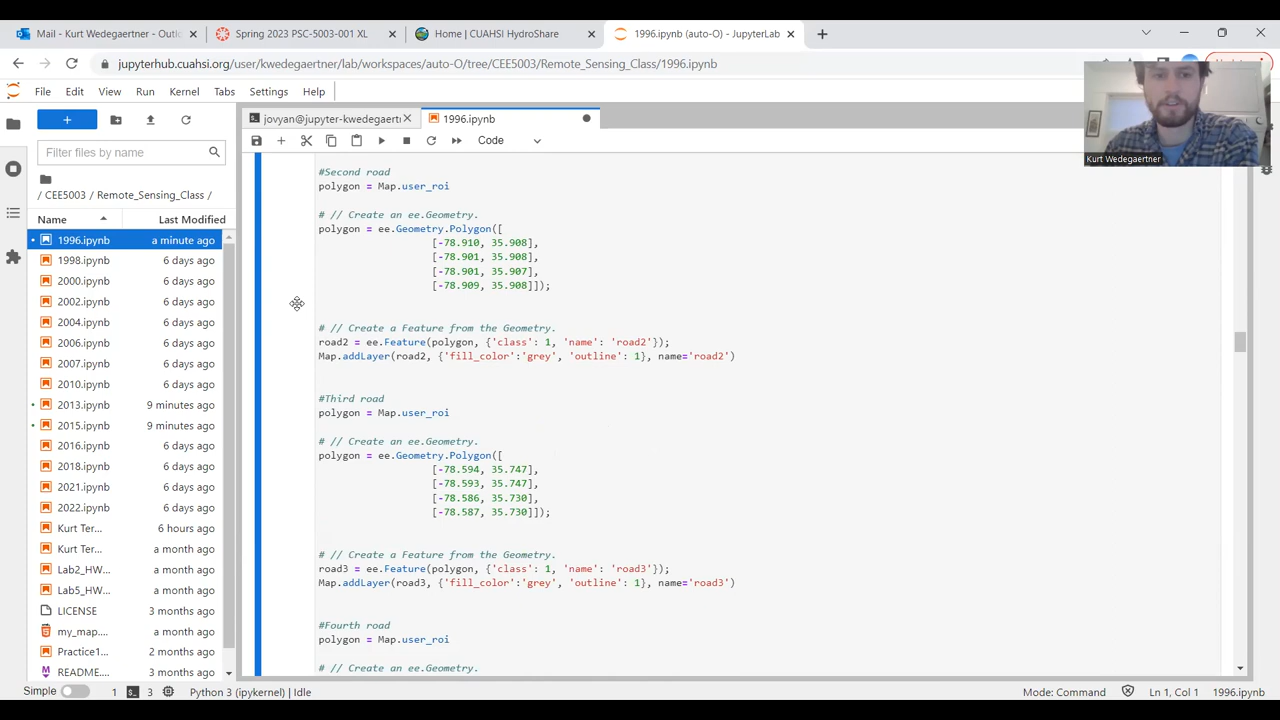 Mail - Kurt Wedegaertner - Outlo
Spring 2023 PSC-5003-001 XL
Home | CUAHSI HydroShare
1996.ipynb (auto-O) - JupyterLab
jupyterhub.cuahsi.org/user/kwedegaertner/lab/workspaces/auto-O/tree/CEE5003/Remote_Sensing_Class/1996.ipynb
File Edit View Run Kernel Tabs Settings Help
jovyan@jupyter-kwedegaertı
1996.ipynb
Code
Kurt Wedegaertner
Filter files by name
/ CEE5003 / Remote_Sensing_Class /
Name Last Modified
1996.ipynb a minute ago
1998.ipynb 6 days ago
2000.ipynb 6 days ago
2002.ipynb 6 days ago
2004.ipynb 6 days ago
2006.ipynb 6 days ago
2007.ipynb 6 days ago
2010.ipynb 6 days ago
2013.ipynb 9 minutes ago
2015.ipynb 9 minutes ago
2016.ipynb 6 days ago
2018.ipynb 6 days ago
2021.ipynb 6 days ago
2022.ipynb 6 days ago
Kurt Ter... 6 hours ago
Kurt Ter... a month ago
Lab2_HW... a month ago
Lab5_HW... a month ago
LICENSE 3 months ago
my_map.... a month ago
Practice1... 2 months ago
README.... 3 months ago
#Second road
polygon = Map.user_roi
# // Create an ee.Geometry.
polygon = ee.Geometry.Polygon([
[-78.910, 35.908],
[-78.901, 35.908],
[-78.901, 35.907],
[-78.909, 35.908]]);
# // Create a Feature from the Geometry.
road2 = ee.Feature(polygon, {'class': 1, 'name': 'road2'});
Map.addLayer(road2, {'fill_color':'grey', 'outline': 1}, name='road2')
#Third road
polygon = Map.user_roi
# // Create an ee.Geometry.
polygon = ee.Geometry.Polygon([
[-78.594, 35.747],
[-78.593, 35.747],
[-78.586, 35.730],
[-78.587, 35.730]]);
# // Create a Feature from the Geometry.
road3 = ee.Feature(polygon, {'class': 1, 'name': 'road3'});
Map.addLayer(road3, {'fill_color':'grey', 'outline': 1}, name='road3')
#Fourth road
polygon = Map.user_roi
# // Create an ee.Geometry.
Simple 1 3 Python 3 (ipykernel) | Idle Mode: Command Ln 1, Col 1 1996.ipynb